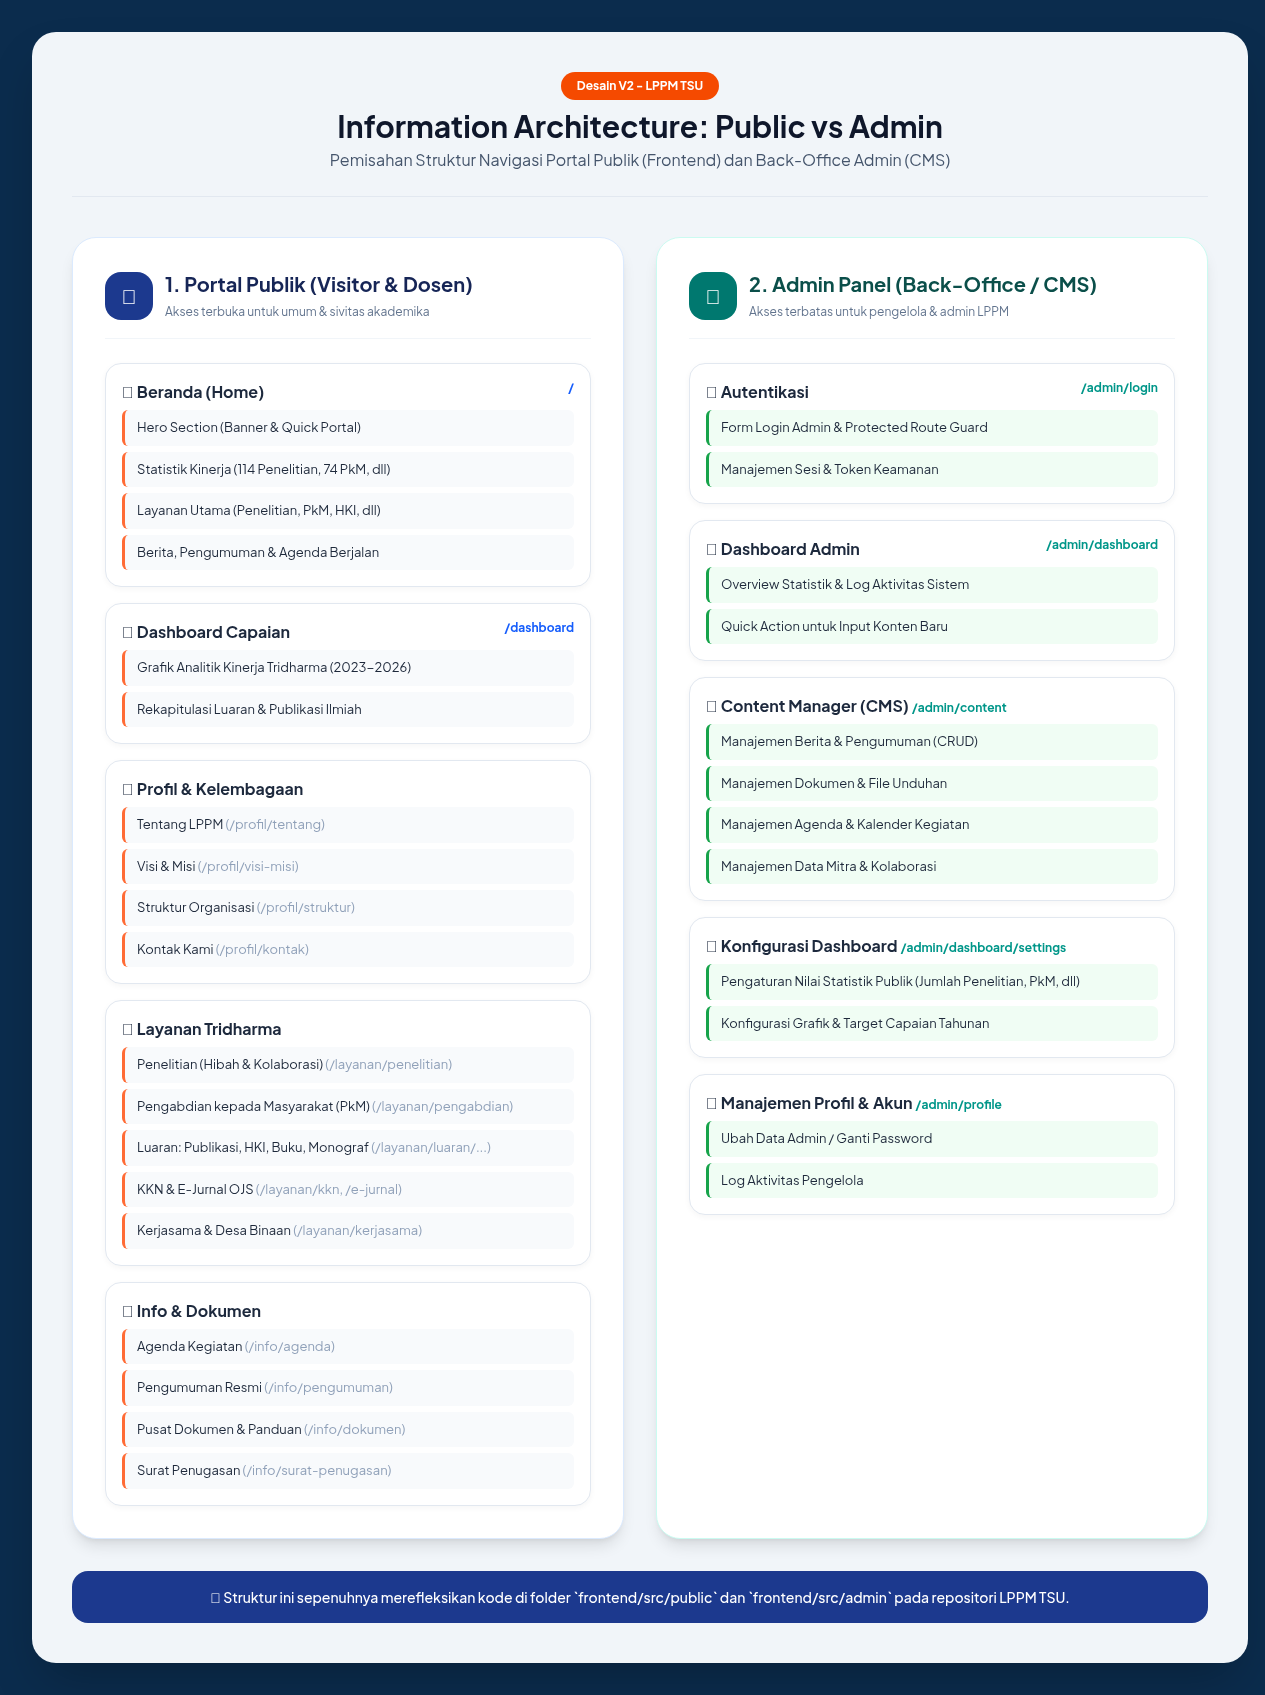 Desain V2 - LPPM TSU
Information Architecture: Public vs Admin
Pemisahan Struktur Navigasi Portal Publik (Frontend) dan Back-Office Admin (CMS)
1. Portal Publik (Visitor & Dosen)
Akses terbuka untuk umum & sivitas akademika
Beranda (Home) /
Hero Section (Banner & Quick Portal)
Statistik Kinerja (114 Penelitian, 74 PkM, dll)
Layanan Utama (Penelitian, PkM, HKI, dll)
Berita, Pengumuman & Agenda Berjalan
Dashboard Capaian /dashboard
Grafik Analitik Kinerja Tridharma (2023–2026)
Rekapitulasi Luaran & Publikasi Ilmiah
Profil & Kelembagaan
Tentang LPPM (/profil/tentang)
Visi & Misi (/profil/visi-misi)
Struktur Organisasi (/profil/struktur)
Kontak Kami (/profil/kontak)
Layanan Tridharma
Penelitian (Hibah & Kolaborasi) (/layanan/penelitian)
Pengabdian kepada Masyarakat (PkM) (/layanan/pengabdian)
Luaran: Publikasi, HKI, Buku, Monograf (/layanan/luaran/...)
KKN & E-Jurnal OJS (/layanan/kkn, /e-jurnal)
Kerjasama & Desa Binaan (/layanan/kerjasama)
Info & Dokumen
Agenda Kegiatan (/info/agenda)
Pengumuman Resmi (/info/pengumuman)
Pusat Dokumen & Panduan (/info/dokumen)
Surat Penugasan (/info/surat-penugasan)
2. Admin Panel (Back-Office / CMS)
Akses terbatas untuk pengelola & admin LPPM
Autentikasi /admin/login
Form Login Admin & Protected Route Guard
Manajemen Sesi & Token Keamanan
Dashboard Admin /admin/dashboard
Overview Statistik & Log Aktivitas Sistem
Quick Action untuk Input Konten Baru
Content Manager (CMS) /admin/content
Manajemen Berita & Pengumuman (CRUD)
Manajemen Dokumen & File Unduhan
Manajemen Agenda & Kalender Kegiatan
Manajemen Data Mitra & Kolaborasi
Konfigurasi Dashboard /admin/dashboard/settings
Pengaturan Nilai Statistik Publik (Jumlah Penelitian, PkM, dll)
Konfigurasi Grafik & Target Capaian Tahunan
Manajemen Profil & Akun /admin/profile
Ubah Data Admin / Ganti Password
Log Aktivitas Pengelola
Struktur ini sepenuhnya merefleksikan kode di folder `frontend/src/public` dan `frontend/src/admin` pada repositori LPPM TSU.